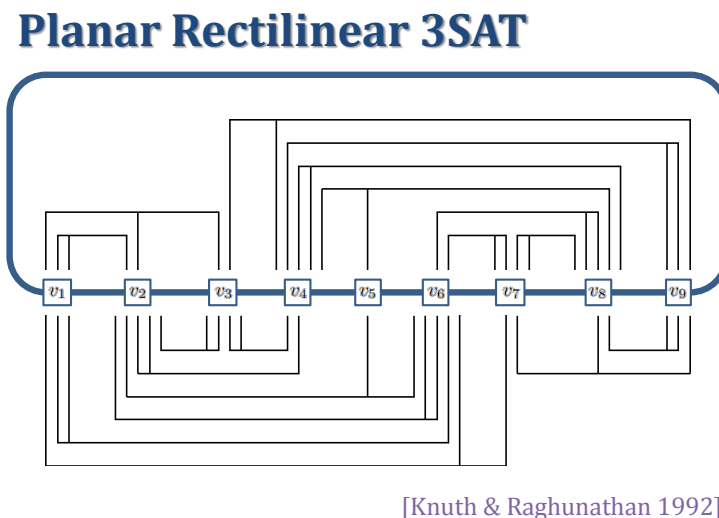 Planar Rectilinear 3SAT
v₁ v₂ v₃ v₄ v₅ v₆ v₇ v₈ v₉
[Knuth & Raghunathan 1992]